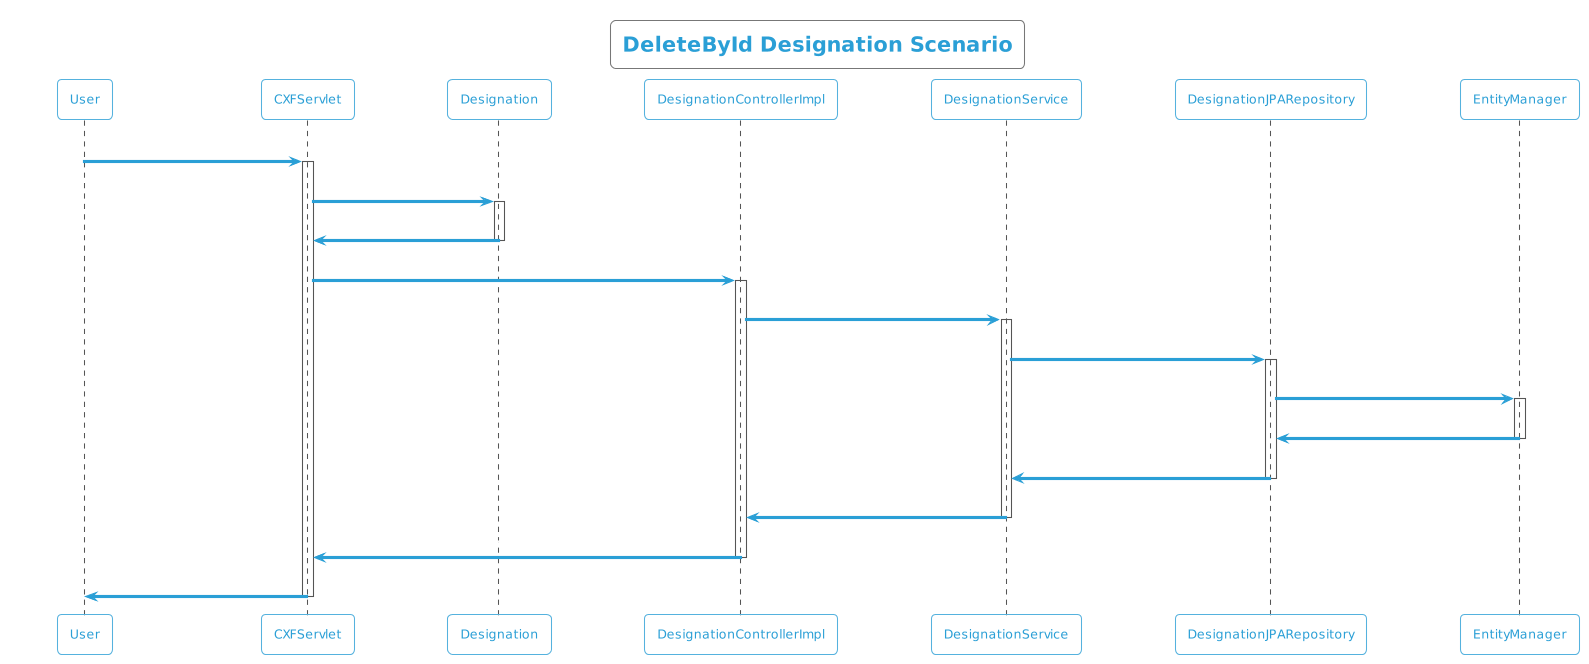 DeleteById Designation Scenario
User
CXFServlet
Designation
DesignationControllerImpl
DesignationService
DesignationJPARepository
EntityManager
User
CXFServlet
Designation
DesignationControllerImpl
DesignationService
DesignationJPARepository
EntityManager